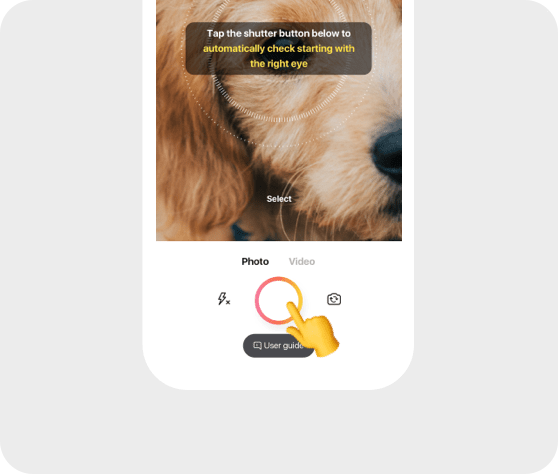 Tap the shutter button below to
automatically check starting with
the right eye
Select
Photo Video
User guide